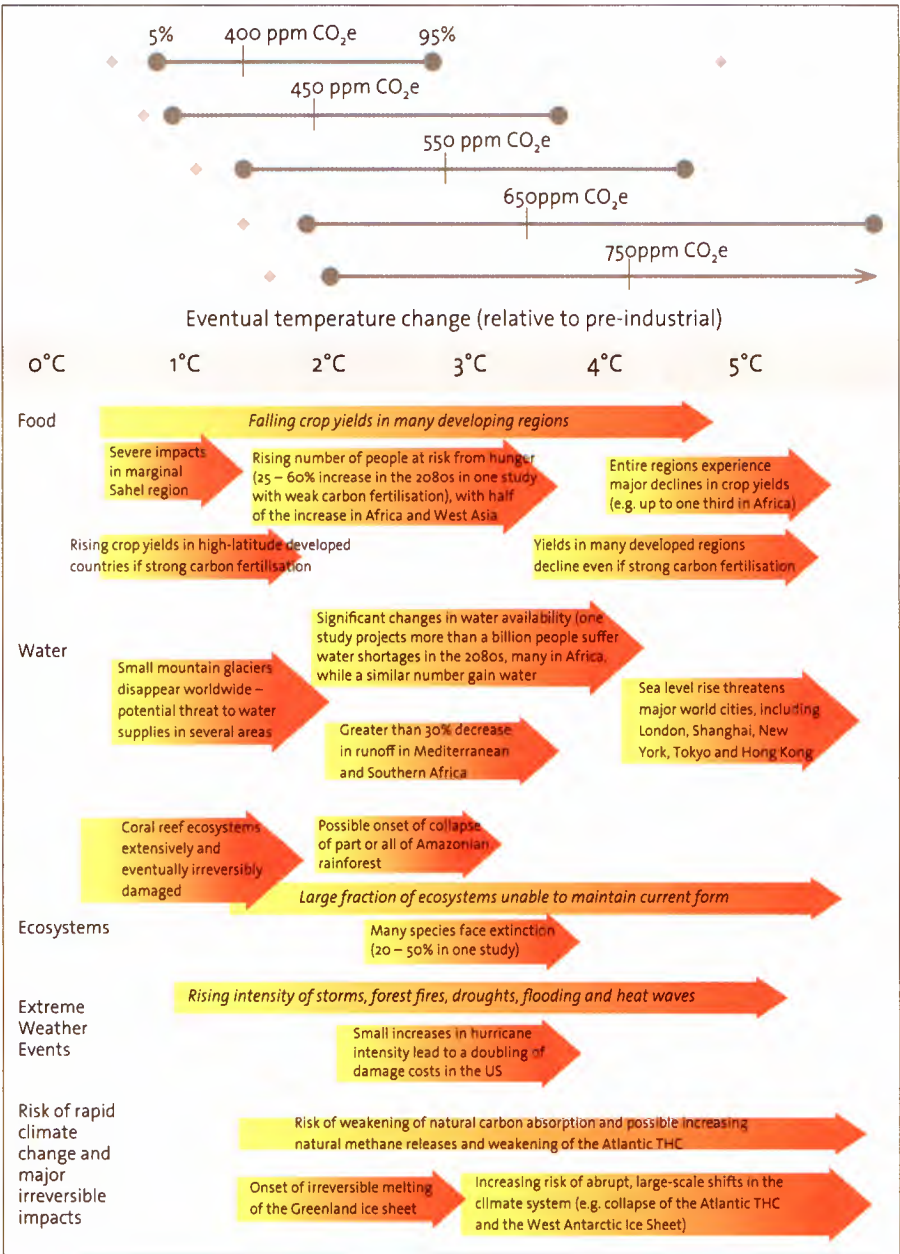 5% 400 ppm CO₂e 95%
450 ppm CO₂e
550 ppm CO₂e
650ppm CO₂e
750ppm CO₂e
Eventual temperature change (relative to pre-industrial)
0°C 1°C 2°C 3°C 4°C 5°C
Food
Falling crop yields in many developing regions
Severe impacts
in marginal
Sahel region
Rising number of people at risk from hunger
(25 – 60% increase in the 2080s in one study
with weak carbon fertilisation), with half
of the increase in Africa and West Asia
Entire regions experience
major declines in crop yields
(e.g. up to one third in Africa)
Rising crop yields in high-latitude developed
countries if strong carbon fertilisation
Yields in many developed regions
decline even if strong carbon fertilisation
Water
Significant changes in water availability (one
study projects more than a billion people suffer
water shortages in the 2080s, many in Africa,
while a similar number gain water
Small mountain glaciers
disappear worldwide –
potential threat to water
supplies in several areas
Sea level rise threatens
major world cities, including
London, Shanghai, New
York, Tokyo and Hong Kong
Greater than 30% decrease
in runoff in Mediterranean
and Southern Africa
Coral reef ecosystems
extensively and
eventually irreversibly
damaged
Possible onset of collapse
of part or all of Amazonian
rainforest
Large fraction of ecosystems unable to maintain current form
Ecosystems
Many species face extinction
(20 – 50% in one study)
Extreme
Weather
Events
Rising intensity of storms, forest fires, droughts, flooding and heat waves
Small increases in hurricane
intensity lead to a doubling of
damage costs in the US
Risk of rapid
climate
change and
major
irreversible
impacts
Risk of weakening of natural carbon absorption and possible increasing
natural methane releases and weakening of the Atlantic THC
Onset of irreversible melting
of the Greenland ice sheet
Increasing risk of abrupt, large-scale shifts in the
climate system (e.g. collapse of the Atlantic THC
and the West Antarctic Ice Sheet)